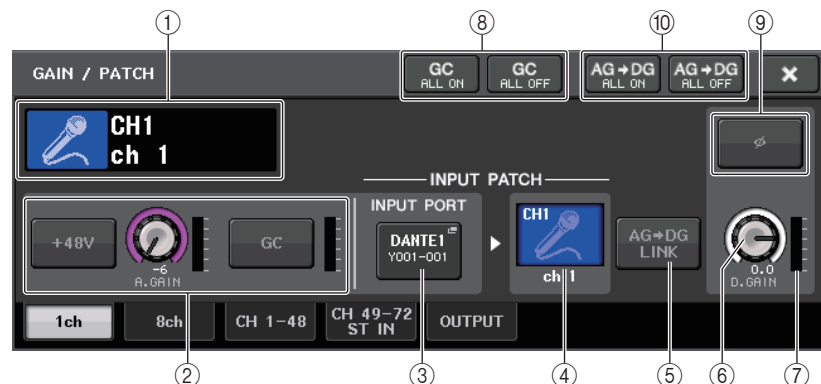 ① ⑧ ⑩ ⑨
GAIN / PATCH
GC
ALL ON
GC
ALL OFF
AG→DG
ALL ON
AG→DG
ALL OFF
×
CH1
ch 1
ø
INPUT PATCH
INPUT PORT
+48V
-6
A.GAIN
GC
DANTE1
Y001-001
CH1
ch 1
AG→DG
LINK
0.0
D.GAIN
1ch
8ch
CH 1-48
CH 49-72
ST IN
OUTPUT
② ③ ④ ⑤ ⑥ ⑦